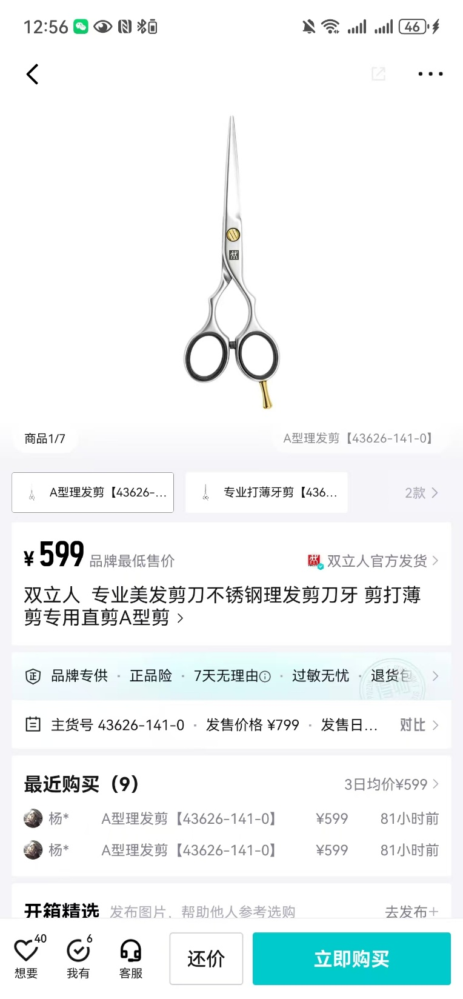 12:56
46
商品1/7
A型理发剪【43626-141-0】
A型理发剪【43626-...
专业打薄牙剪【436...
2款
¥599 品牌最低售价
双立人官方发货
双立人 专业美发剪刀不锈钢理发剪刀牙 剪打薄
剪专用直剪A型剪
正 品牌专供 · 正品险 · 7天无理由 · 过敏无忧 · 退货包
主货号 43626-141-0 · 发售价格 ¥799 · 发售日... 对比
最近购买（9） 3日均价¥599
杨* A型理发剪【43626-141-0】 ¥599 81小时前
杨* A型理发剪【43626-141-0】 ¥599 81小时前
开箱精选 发布图片，帮助他人参考选购 去发布+
40
6
想要
我有
客服
还价
立即购买